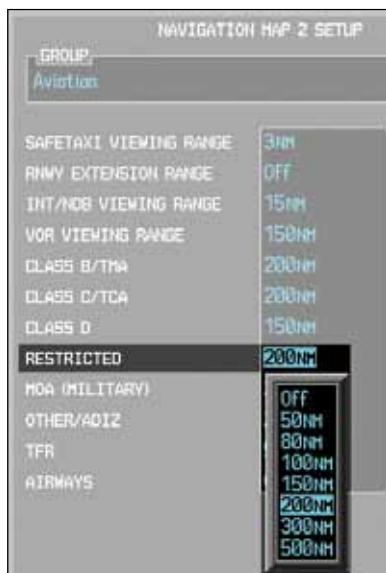 NAVIGATION MAP 2 SETUP
GROUP
Aviation
SAFETAXI VIEWING RANGE 3NM
RNWY EXTENSION RANGE Off
INT/NDB VIEWING RANGE 15NM
VOR VIEWING RANGE 150NM
CLASS B/TMA 200NM
CLASS C/TCA 200NM
CLASS D 150NM
RESTRICTED 200NM
MOA (MILITARY)
OTHER/ADIZ
TFR
AIRWAYS
Off
50NM
80NM
100NM
150NM
200NM
300NM
500NM